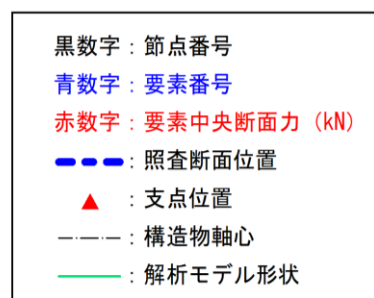 黒数字：節点番号
青数字：要素番号
赤数字：要素中央断面力（kN）
：照査断面位置
：支点位置
：構造物軸心
：解析モデル形状